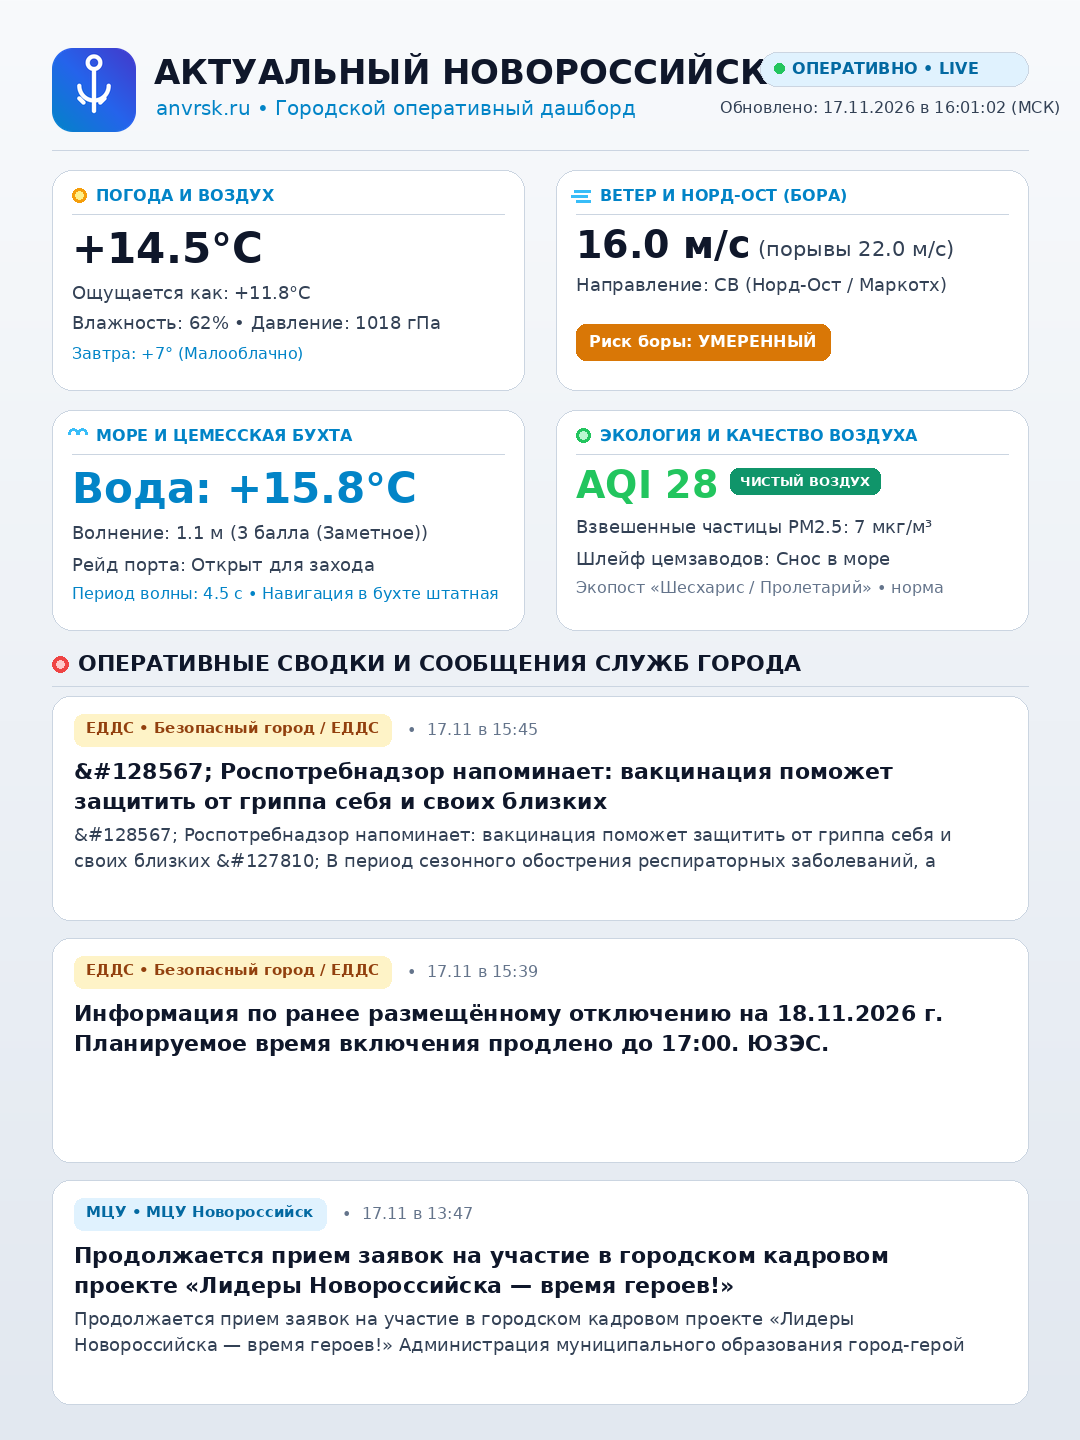 АКТУАЛЬНЫЙ НОВОРОССИЙСК
ОПЕРАТИВНО • LIVE
anvrsk.ru • Городской оперативный дашборд
Обновлено: 17.11.2026 в 16:01:02 (МСК)
ПОГОДА И ВОЗДУХ
+14.5°C
Ощущается как: +11.8°C
Влажность: 62% • Давление: 1018 гПа
Завтра: +7° (Малооблачно)
ВЕТЕР И НОРД-ОСТ (БОРА)
16.0 м/с (порывы 22.0 м/с)
Направление: СВ (Норд-Ост / Маркотх)
Риск боры: УМЕРЕННЫЙ
МОРЕ И ЦЕМЕССКАЯ БУХТА
Вода: +15.8°C
Волнение: 1.1 м (3 балла (Заметное))
Рейд порта: Открыт для захода
Период волны: 4.5 с • Навигация в бухте штатная
ЭКОЛОГИЯ И КАЧЕСТВО ВОЗДУХА
AQI 28 ЧИСТЫЙ ВОЗДУХ
Взвешенные частицы PM2.5: 7 мкг/м³
Шлейф цемзаводов: Снос в море
Экопост «Шесхарис / Пролетарий» • норма
ОПЕРАТИВНЫЕ СВОДКИ И СООБЩЕНИЯ СЛУЖБ ГОРОДА
ЕДДС • Безопасный город / ЕДДС • 17.11 в 15:45
&#128567; Роспотребнадзор напоминает: вакцинация поможет
защитить от гриппа себя и своих близких
&#128567; Роспотребнадзор напоминает: вакцинация поможет защитить от гриппа себя и
своих близких &#127810; В период сезонного обострения респираторных заболеваний, а
ЕДДС • Безопасный город / ЕДДС • 17.11 в 15:39
Информация по ранее размещённому отключению на 18.11.2026 г.
Планируемое время включения продлено до 17:00. ЮЗЭС.
МЦУ • МЦУ Новороссийск • 17.11 в 13:47
Продолжается прием заявок на участие в городском кадровом
проекте «Лидеры Новороссийска — время героев!»
Продолжается прием заявок на участие в городском кадровом проекте «Лидеры
Новороссийска — время героев!» Администрация муниципального образования город-герой